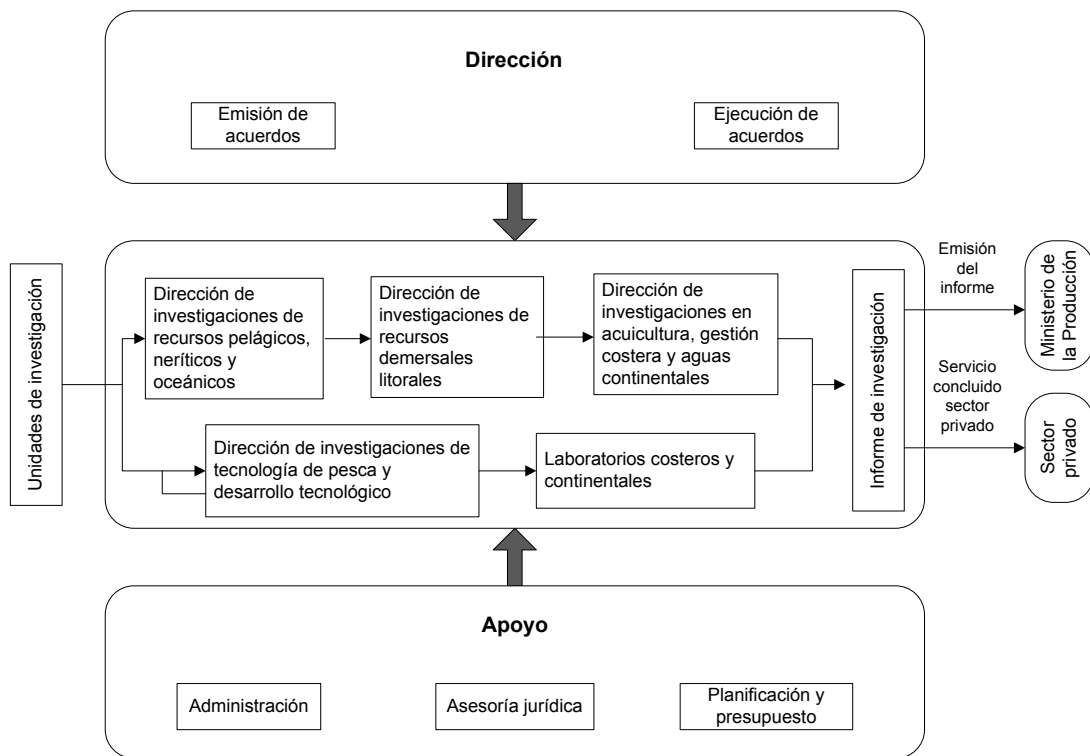 Dirección
Emisión de
acuerdos
Ejecución de
acuerdos
Unidades de investigación
Dirección de
investigaciones de
recursos pelágicos,
neríticos y
oceánicos
Dirección de
investigaciones de
recursos
demersales
litorales
Dirección de
investigaciones en
acuicultura, gestión
costera y aguas
continentales
Dirección de investigaciones de
tecnología de pesca y
desarrollo tecnológico
Laboratorios costeros y
continentales
Informe de investigación
Emisión
del
informe
Ministerio de
la Producción
Servicio
concluido
sector
privado
Sector
privado
Apoyo
Administración
Asesoría jurídica
Planificación y
presupuesto